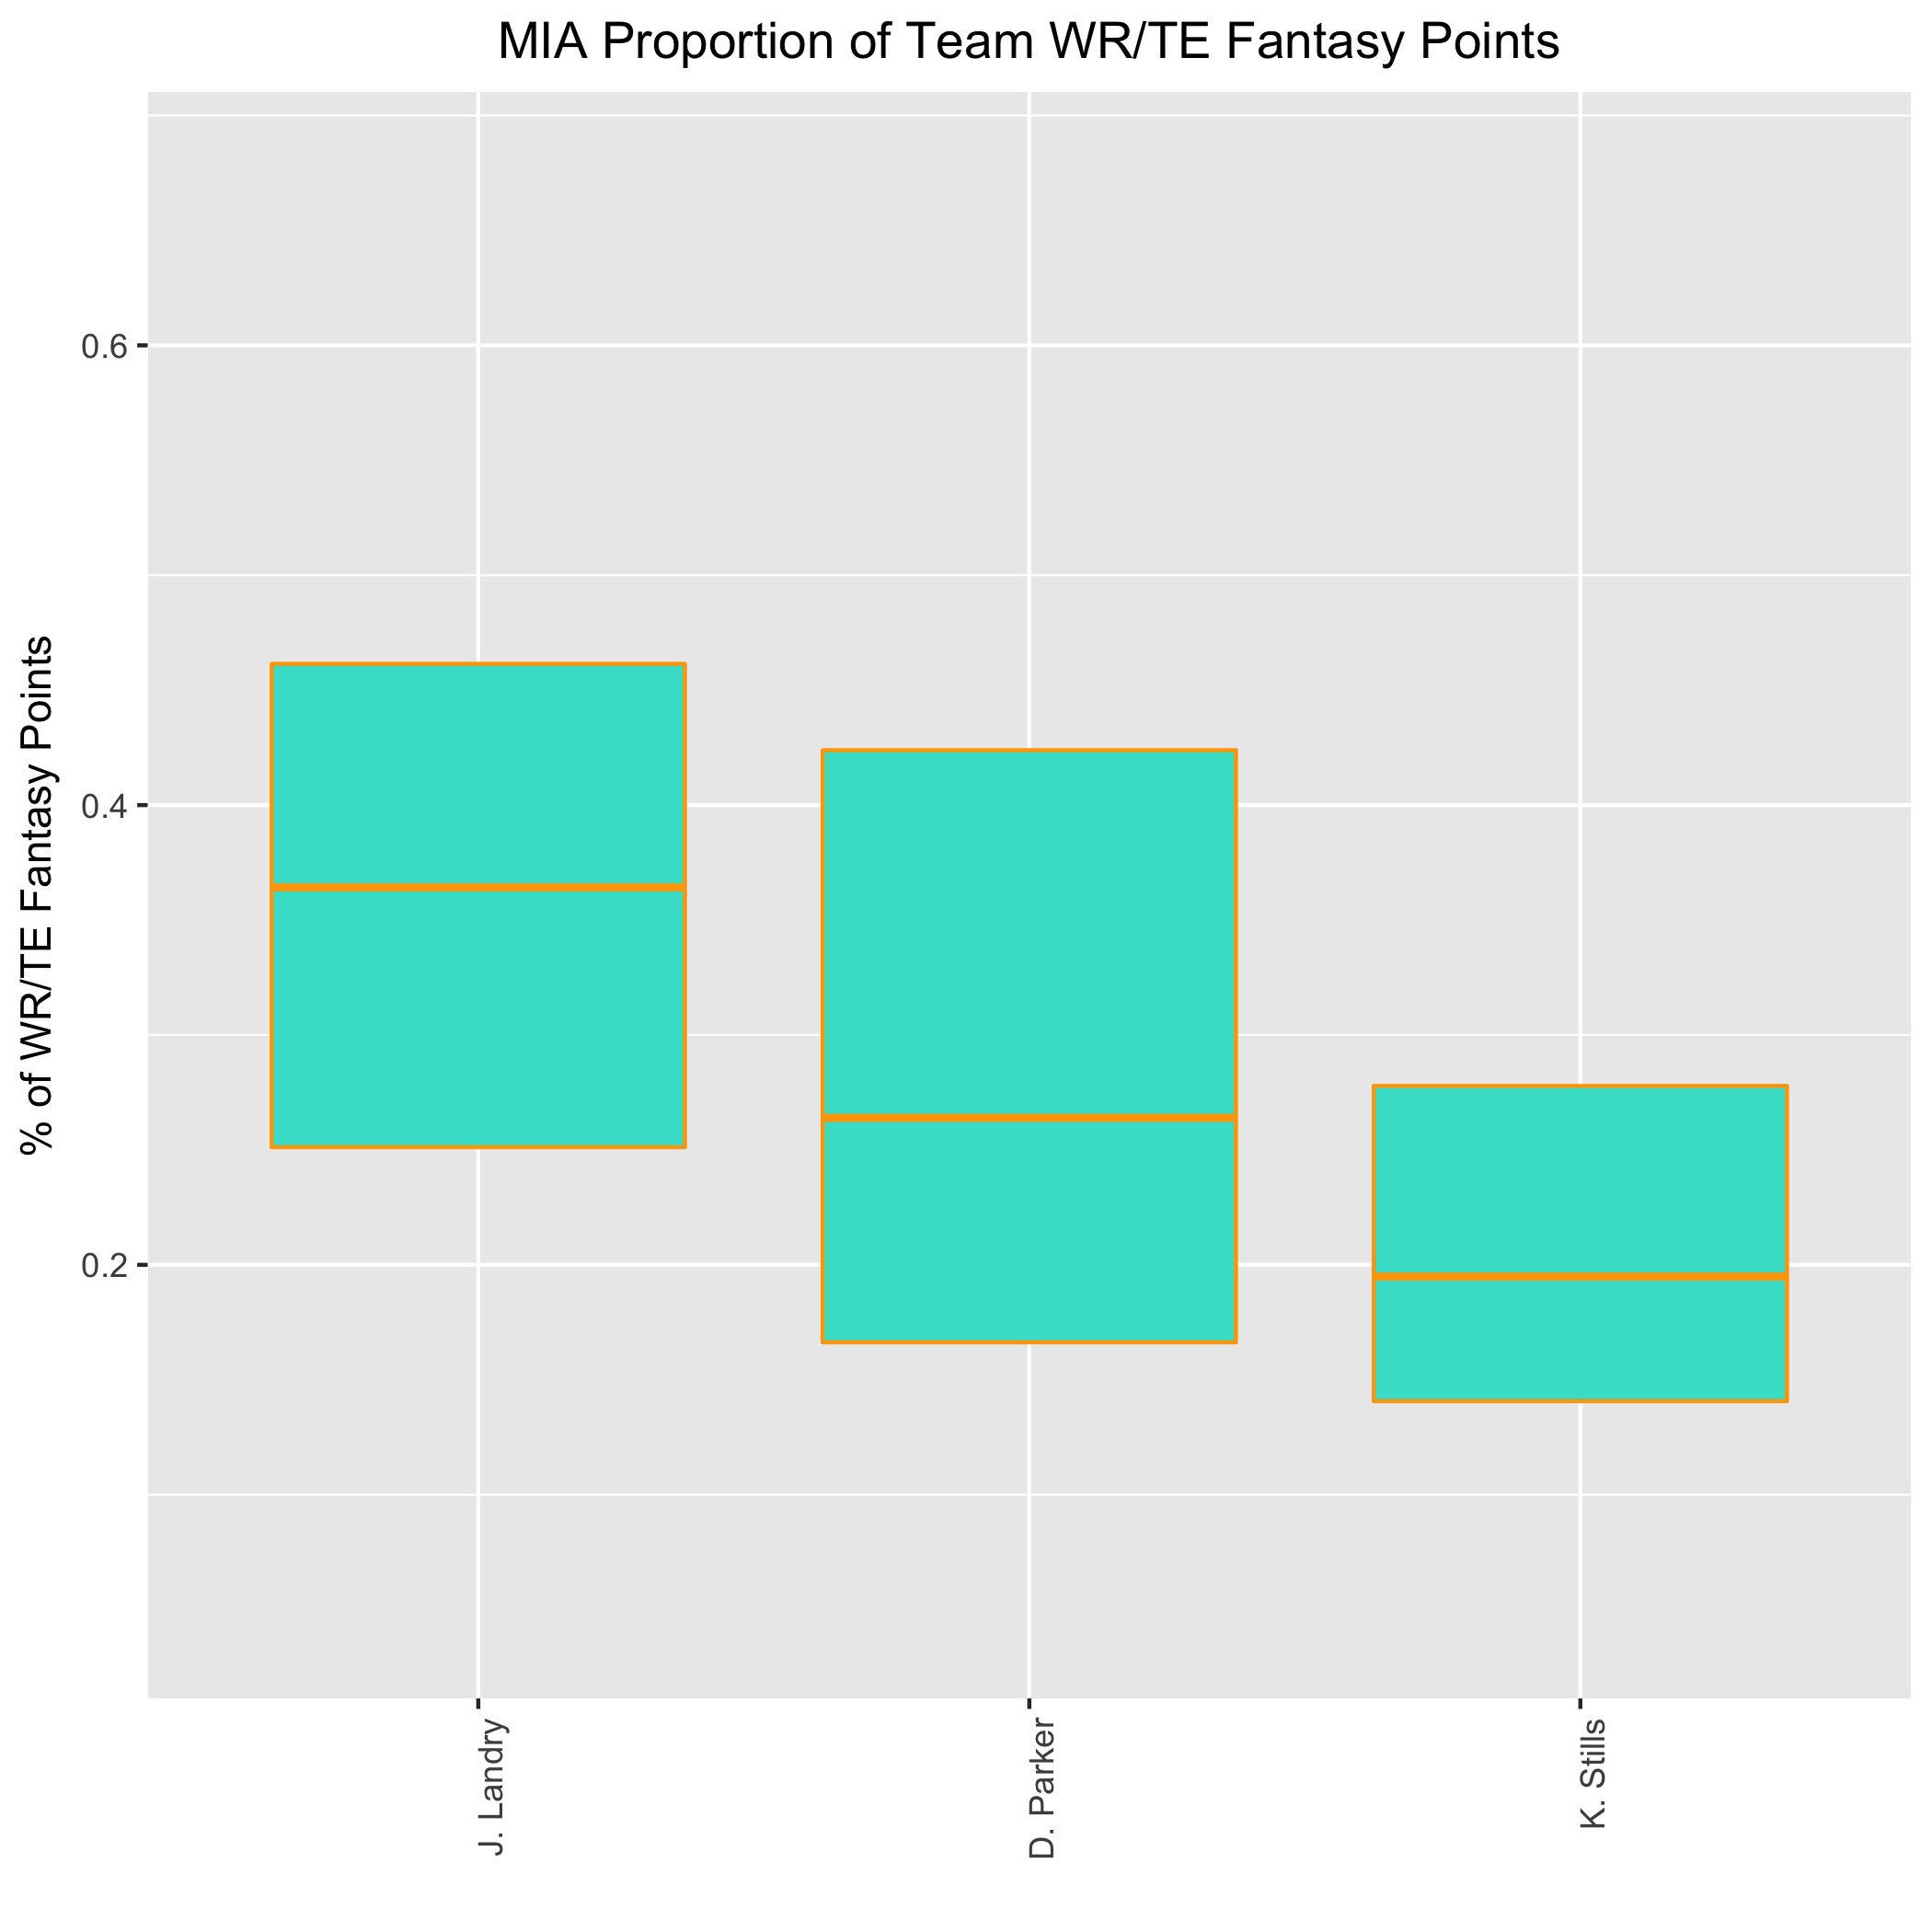 MIA Proportion of Team WR/TE Fantasy Points
% of WR/TE Fantasy Points
0.6
0.4
0.2
J. Landry
D. Parker
K. Stills